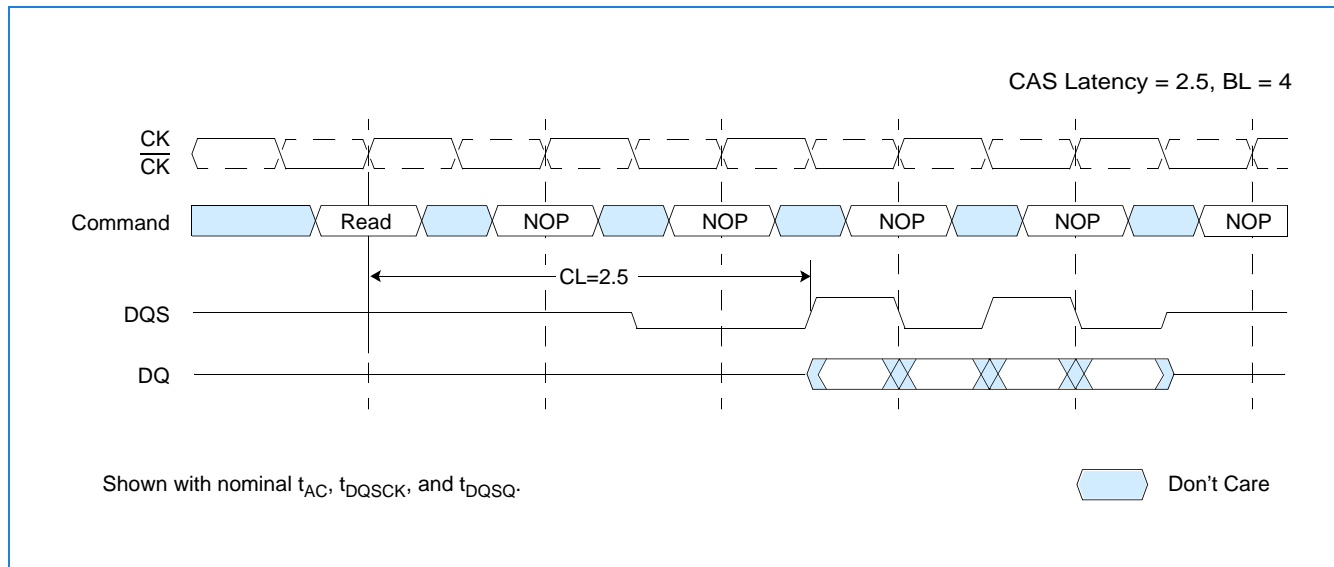 CAS Latency = 2.5, BL = 4
CK
CK
Command
Read NOP NOP NOP NOP NOP
CL=2.5
DQS
DQ
Shown with nominal tAC, tDQSCK, and tDQSQ.
Don't Care